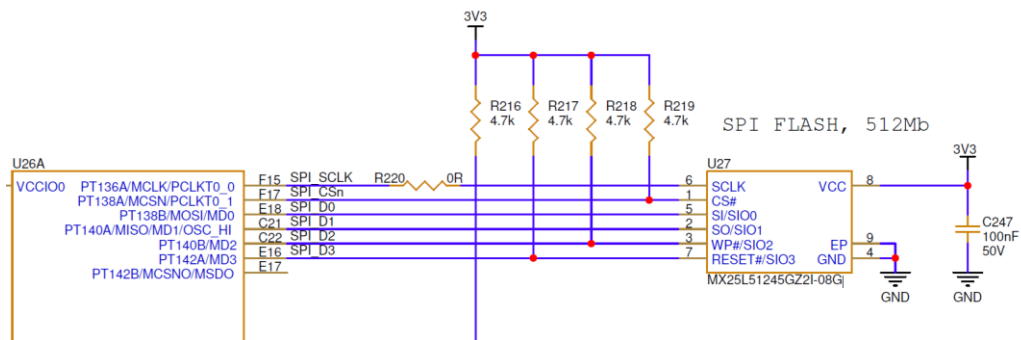 3V3
R216
4.7k
R217
4.7k
R218
4.7k
R219
4.7k
SPI FLASH, 512Mb
U26A
VCCIO0
PT136A/MCLK/PCLKT0_0
PT138A/MCSN/PCLKT0_1
PT138B/MOSI/MD0
PT140A/MISO/MD1/OSC_HI
PT140B/MD2
PT142A/MD3
PT142B/MCSNO/MSDO
F15
F17
E18
C21
C22
E16
E17
SPI_SCLK
SPI_CSn
SPI_D0
SPI_D1
SPI_D2
SPI_D3
R220
0R
U27
6
1
5
2
3
7
SCLK
CS#
SI/SIO0
SO/SIO1
WP#/SIO2
RESET#/SIO3
VCC
EP
GND
8
9
4
MX25L51245GZ2I-08G
3V3
C247
100nF
50V
GND
GND